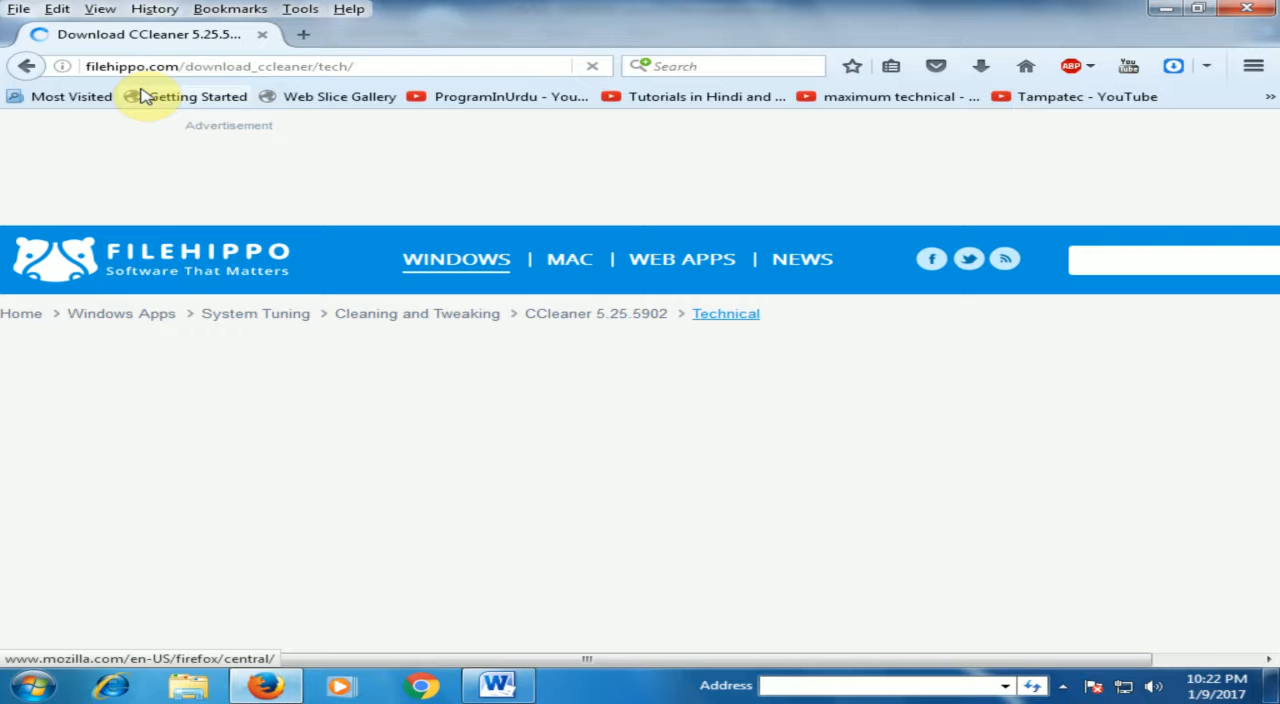 File Edit View History Bookmarks Tools Help
Download CCleaner 5.25.5...
filehippo.com/download_ccleaner/tech/
Search
ABP
You Tube
Most Visited Getting Started Web Slice Gallery ProgramInUrdu - You... Tutorials in Hindi and ... maximum technical - ... Tampatec - YouTube
Advertisement
FILEHIPPO
Software That Matters
WINDOWS | MAC | WEB APPS | NEWS
Home > Windows Apps > System Tuning > Cleaning and Tweaking > CCleaner 5.25.5902 > Technical
www.mozilla.com/en-US/firefox/central/
Address
10:22 PM
1/9/2017